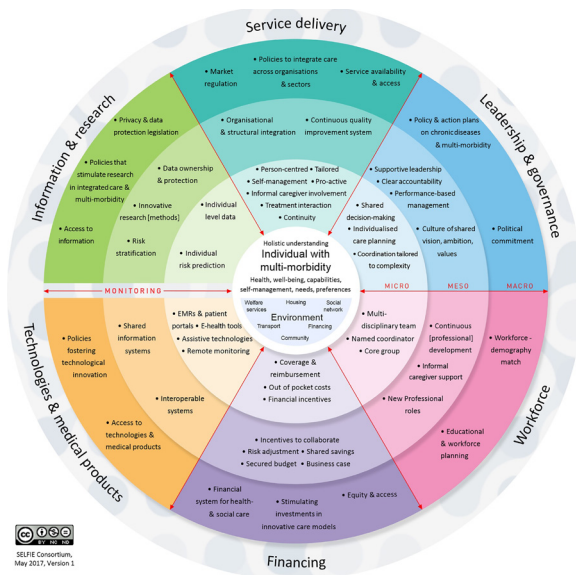 Service delivery
• Market
regulation
• Policies to integrate care
across organisations
& sectors
• Service availability
& access
• Organisational
& structural integration
• Continuous quality
improvement system
• Person-centred • Tailored
• Self-management • Pro-active
• Informal caregiver involvement
• Treatment interaction
• Continuity
Leadership & governance
• Policy & action plans
on chronic diseases
& multi-morbidity
• Political
commitment
• Supportive leadership
• Clear accountability
• Performance-based
management
• Culture of shared
vision, ambition,
values
• Shared
decision-making
• Individualised
care planning
• Coordination tailored
to complexity
Information & research
• Privacy & data
protection legislation
• Policies that
stimulate research
in integrated care &
multi-morbidity
• Access to
information
• Data ownership
& protection
• Innovative
research [methods]
• Risk
stratification
• Individual
level data
• Individual
risk prediction
Holistic understanding
Individual with
multi-morbidity
Health, well-being, capabilities,
self-management, needs, preferences
Welfare
services
Housing
Social
network
Environment
Transport
Financing
Community
MONITORING
MICRO
MESO
MACRO
Technologies & medical products
• Policies
fostering
technological
innovation
• Access to
technologies &
medical products
• Shared
information
systems
• Interoperable
systems
• EMRs & patient
portals • E-health tools
• Assistive technologies
• Remote monitoring
Workforce
• Multi-
disciplinary team
• Named coordinator
• Core group
• Continuous
[professional]
development
• Informal
caregiver support
• New Professional
roles
• Workforce-
demography
match
• Educational
& workforce
planning
• Coverage &
reimbursement
• Out of pocket costs
• Financial incentives
• Incentives to collaborate
• Risk adjustment • Shared savings
• Secured budget • Business case
• Financial
system for health-
& social care
• Stimulating
investments in
innovative care models
• Equity & access
Financing
CC BY NC ND
SELFIE Consortium,
May 2017, Version 1